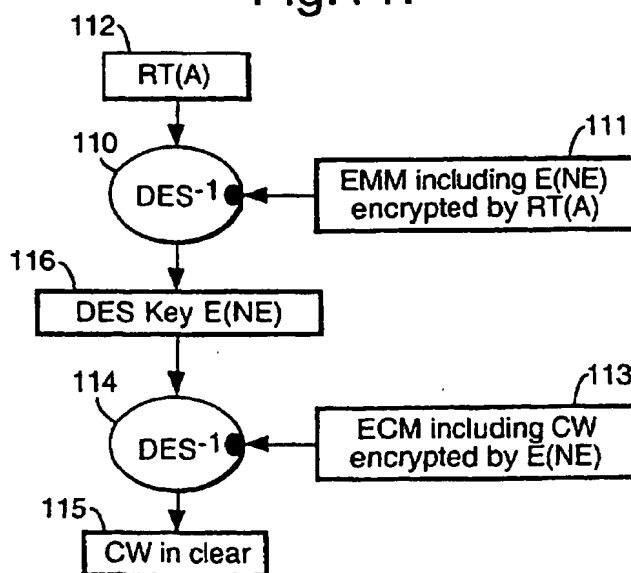 112
RT(A)
110
DES-1
111
EMM including E(NE)
encrypted by RT(A)
116
DES Key E(NE)
114
DES-1
113
ECM including CW
encrypted by E(NE)
115
CW in clear